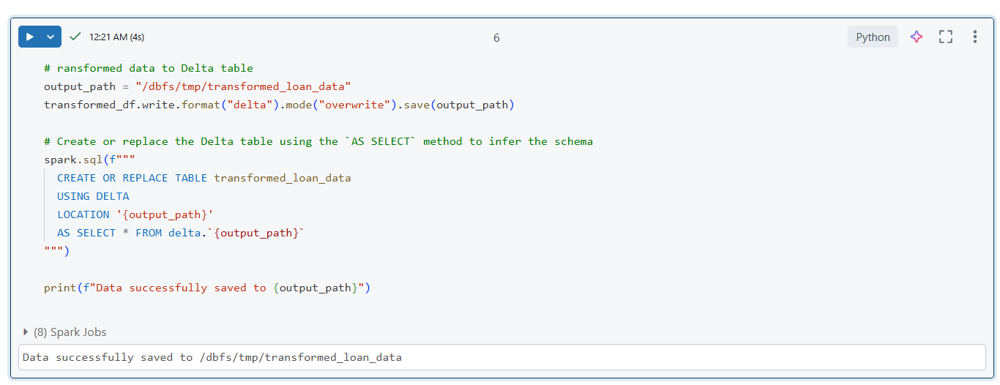 12:21 AM (4s)
6
Python
# ransformed data to Delta table
output_path = "/dbfs/tmp/transformed_loan_data"
transformed_df.write.format("delta").mode("overwrite").save(output_path)
# Create or replace the Delta table using the `AS SELECT` method to infer the schema
spark.sql(f"""
CREATE OR REPLACE TABLE transformed_loan_data
USING DELTA
LOCATION '{output_path}'
AS SELECT * FROM delta.`{output_path}`
""")
print(f"Data successfully saved to {output_path}")
(8) Spark Jobs
Data successfully saved to /dbfs/tmp/transformed_loan_data